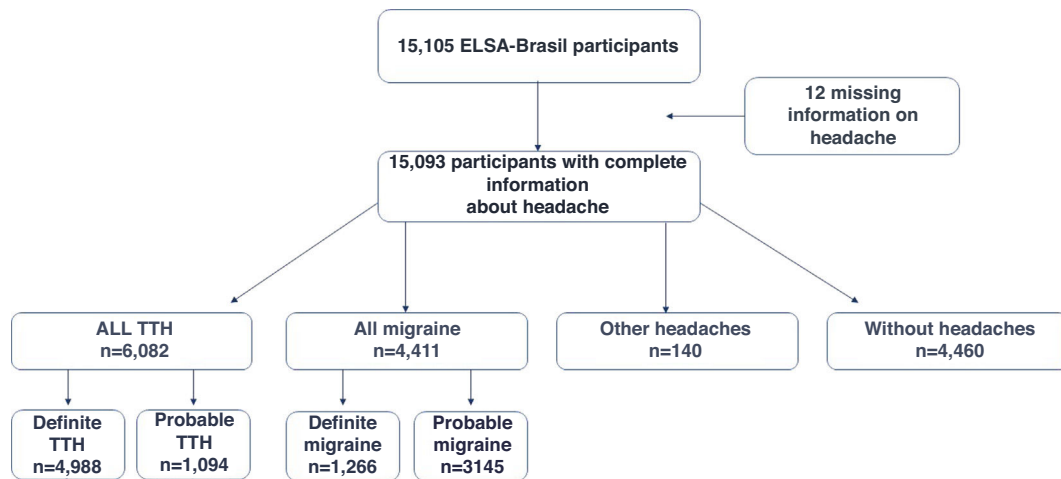 15,105 ELSA-Brasil participants
12 missing
information on
headache
15,093 participants with complete
information
about headache
ALL TTH
n=6,082
All migraine
n=4,411
Other headaches
n=140
Without headaches
n=4,460
Definite
TTH
n=4,988
Probable
TTH
n=1,094
Definite
migraine
n=1,266
Probable
migraine
n=3145